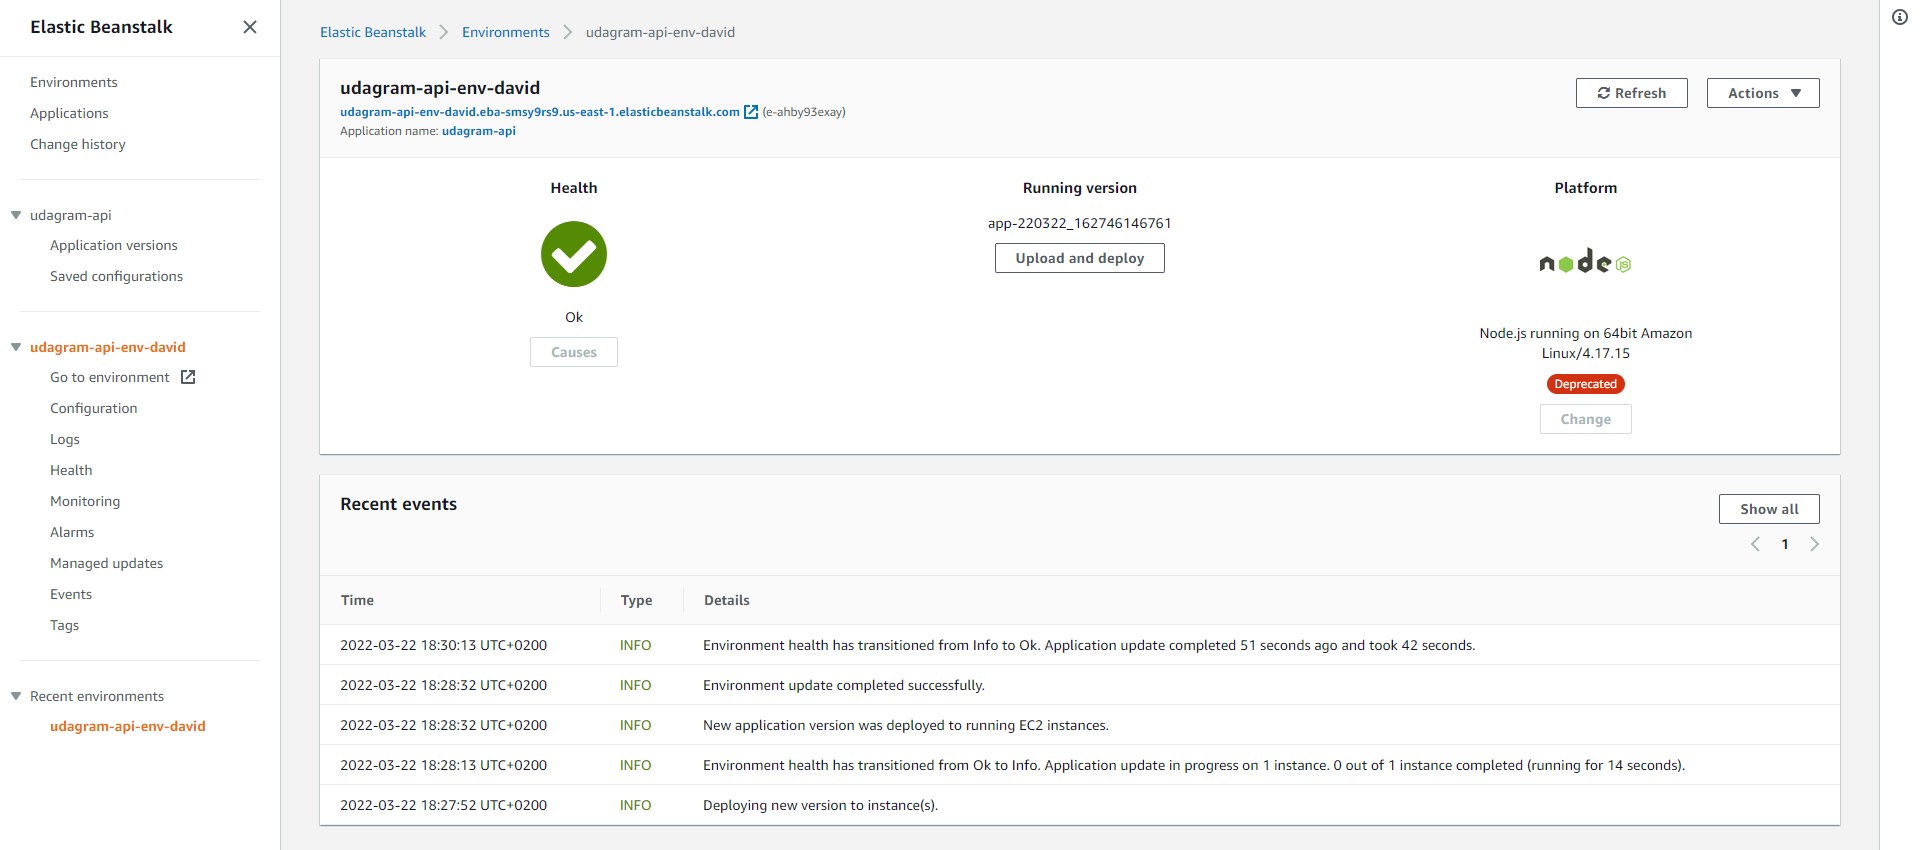 Elastic Beanstalk
Environments
Applications
Change history
udagram-api
Application versions
Saved configurations
udagram-api-env-david
Go to environment
Configuration
Logs
Health
Monitoring
Alarms
Managed updates
Events
Tags
Recent environments
udagram-api-env-david
Elastic Beanstalk Environments udagram-api-env-david
udagram-api-env-david
udagram-api-env-david.eba-smsy9rs9.us-east-1.elasticbeanstalk.com (e-ahby93exay)
Application name: udagram-api
Refresh
Actions
Health
Ok
Causes
Running version
app-220322_162746146761
Upload and deploy
Platform
node JS
Node.js running on 64bit Amazon
Linux/4.17.15
Deprecated
Change
Recent events
Show all
1
Time Type Details
2022-03-22 18:30:13 UTC+0200 INFO Environment health has transitioned from Info to Ok. Application update completed 51 seconds ago and took 42 seconds.
2022-03-22 18:28:32 UTC+0200 INFO Environment update completed successfully.
2022-03-22 18:28:32 UTC+0200 INFO New application version was deployed to running EC2 instances.
2022-03-22 18:28:13 UTC+0200 INFO Environment health has transitioned from Ok to Info. Application update in progress on 1 instance. 0 out of 1 instance completed (running for 14 seconds).
2022-03-22 18:27:52 UTC+0200 INFO Deploying new version to instance(s).